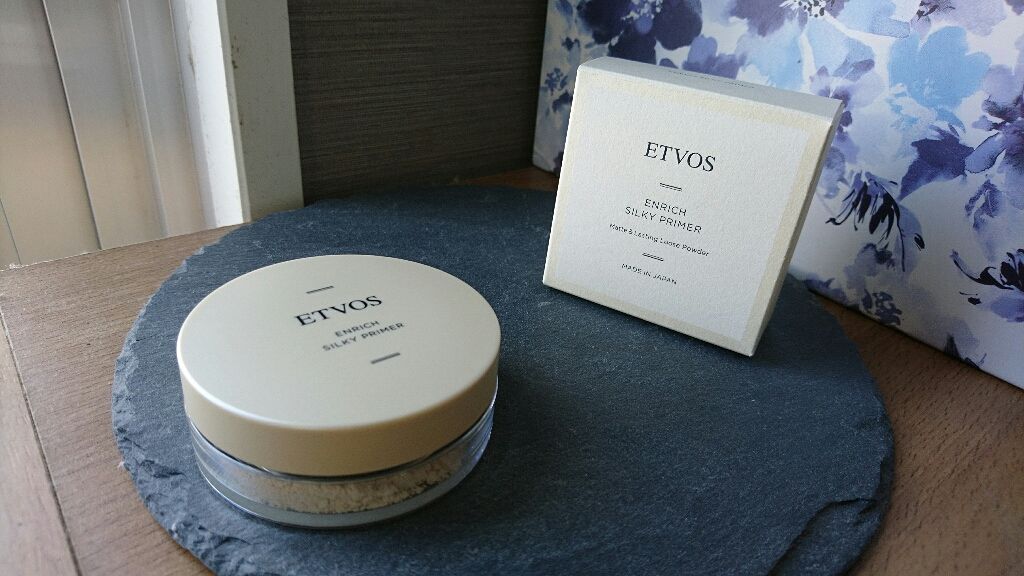 ETVOS
ENRICH
SILKY PRIMER
ETVOS
ENRICH
SILKY PRIMER
Matte & Lasting Loose Powder
MADE IN JAPAN